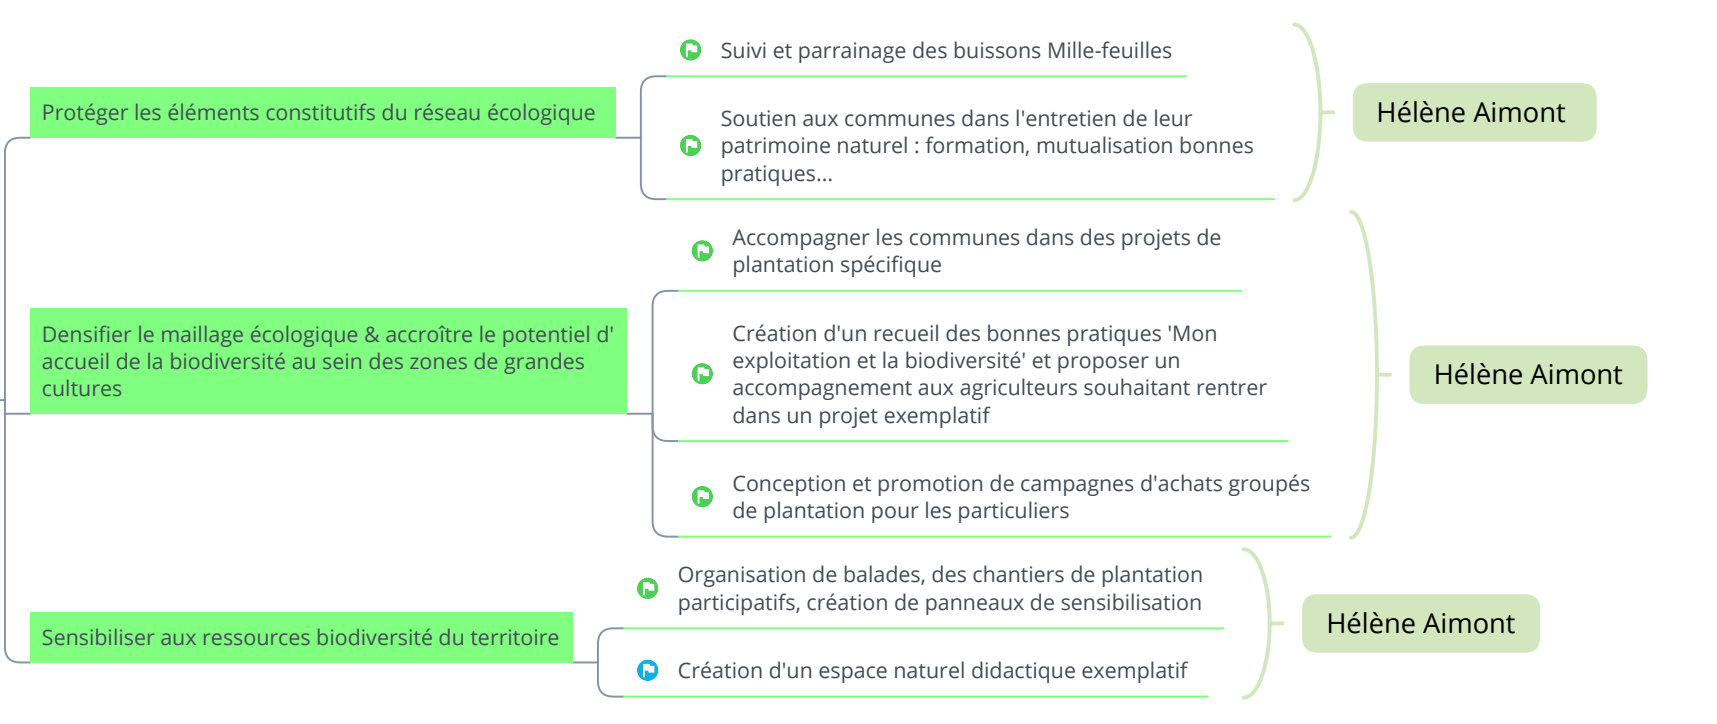 Suivi et parrainage des buissons Mille-feuilles
Protéger les éléments constitutifs du réseau écologique
Hélène Aimont
Soutien aux communes dans l'entretien de leur
patrimoine naturel : formation, mutualisation bonnes
pratiques...
Accompagner les communes dans des projets de
plantation spécifique
Densifier le maillage écologique & accroître le potentiel d'
accueil de la biodiversité au sein des zones de grandes
cultures
Création d'un recueil des bonnes pratiques 'Mon
exploitation et la biodiversité' et proposer un
accompagnement aux agriculteurs souhaitant rentrer
dans un projet exemplatif
Hélène Aimont
Conception et promotion de campagnes d'achats groupés
de plantation pour les particuliers
Organisation de balades, des chantiers de plantation
participatifs, création de panneaux de sensibilisation
Sensibiliser aux ressources biodiversité du territoire
Hélène Aimont
Création d'un espace naturel didactique exemplatif